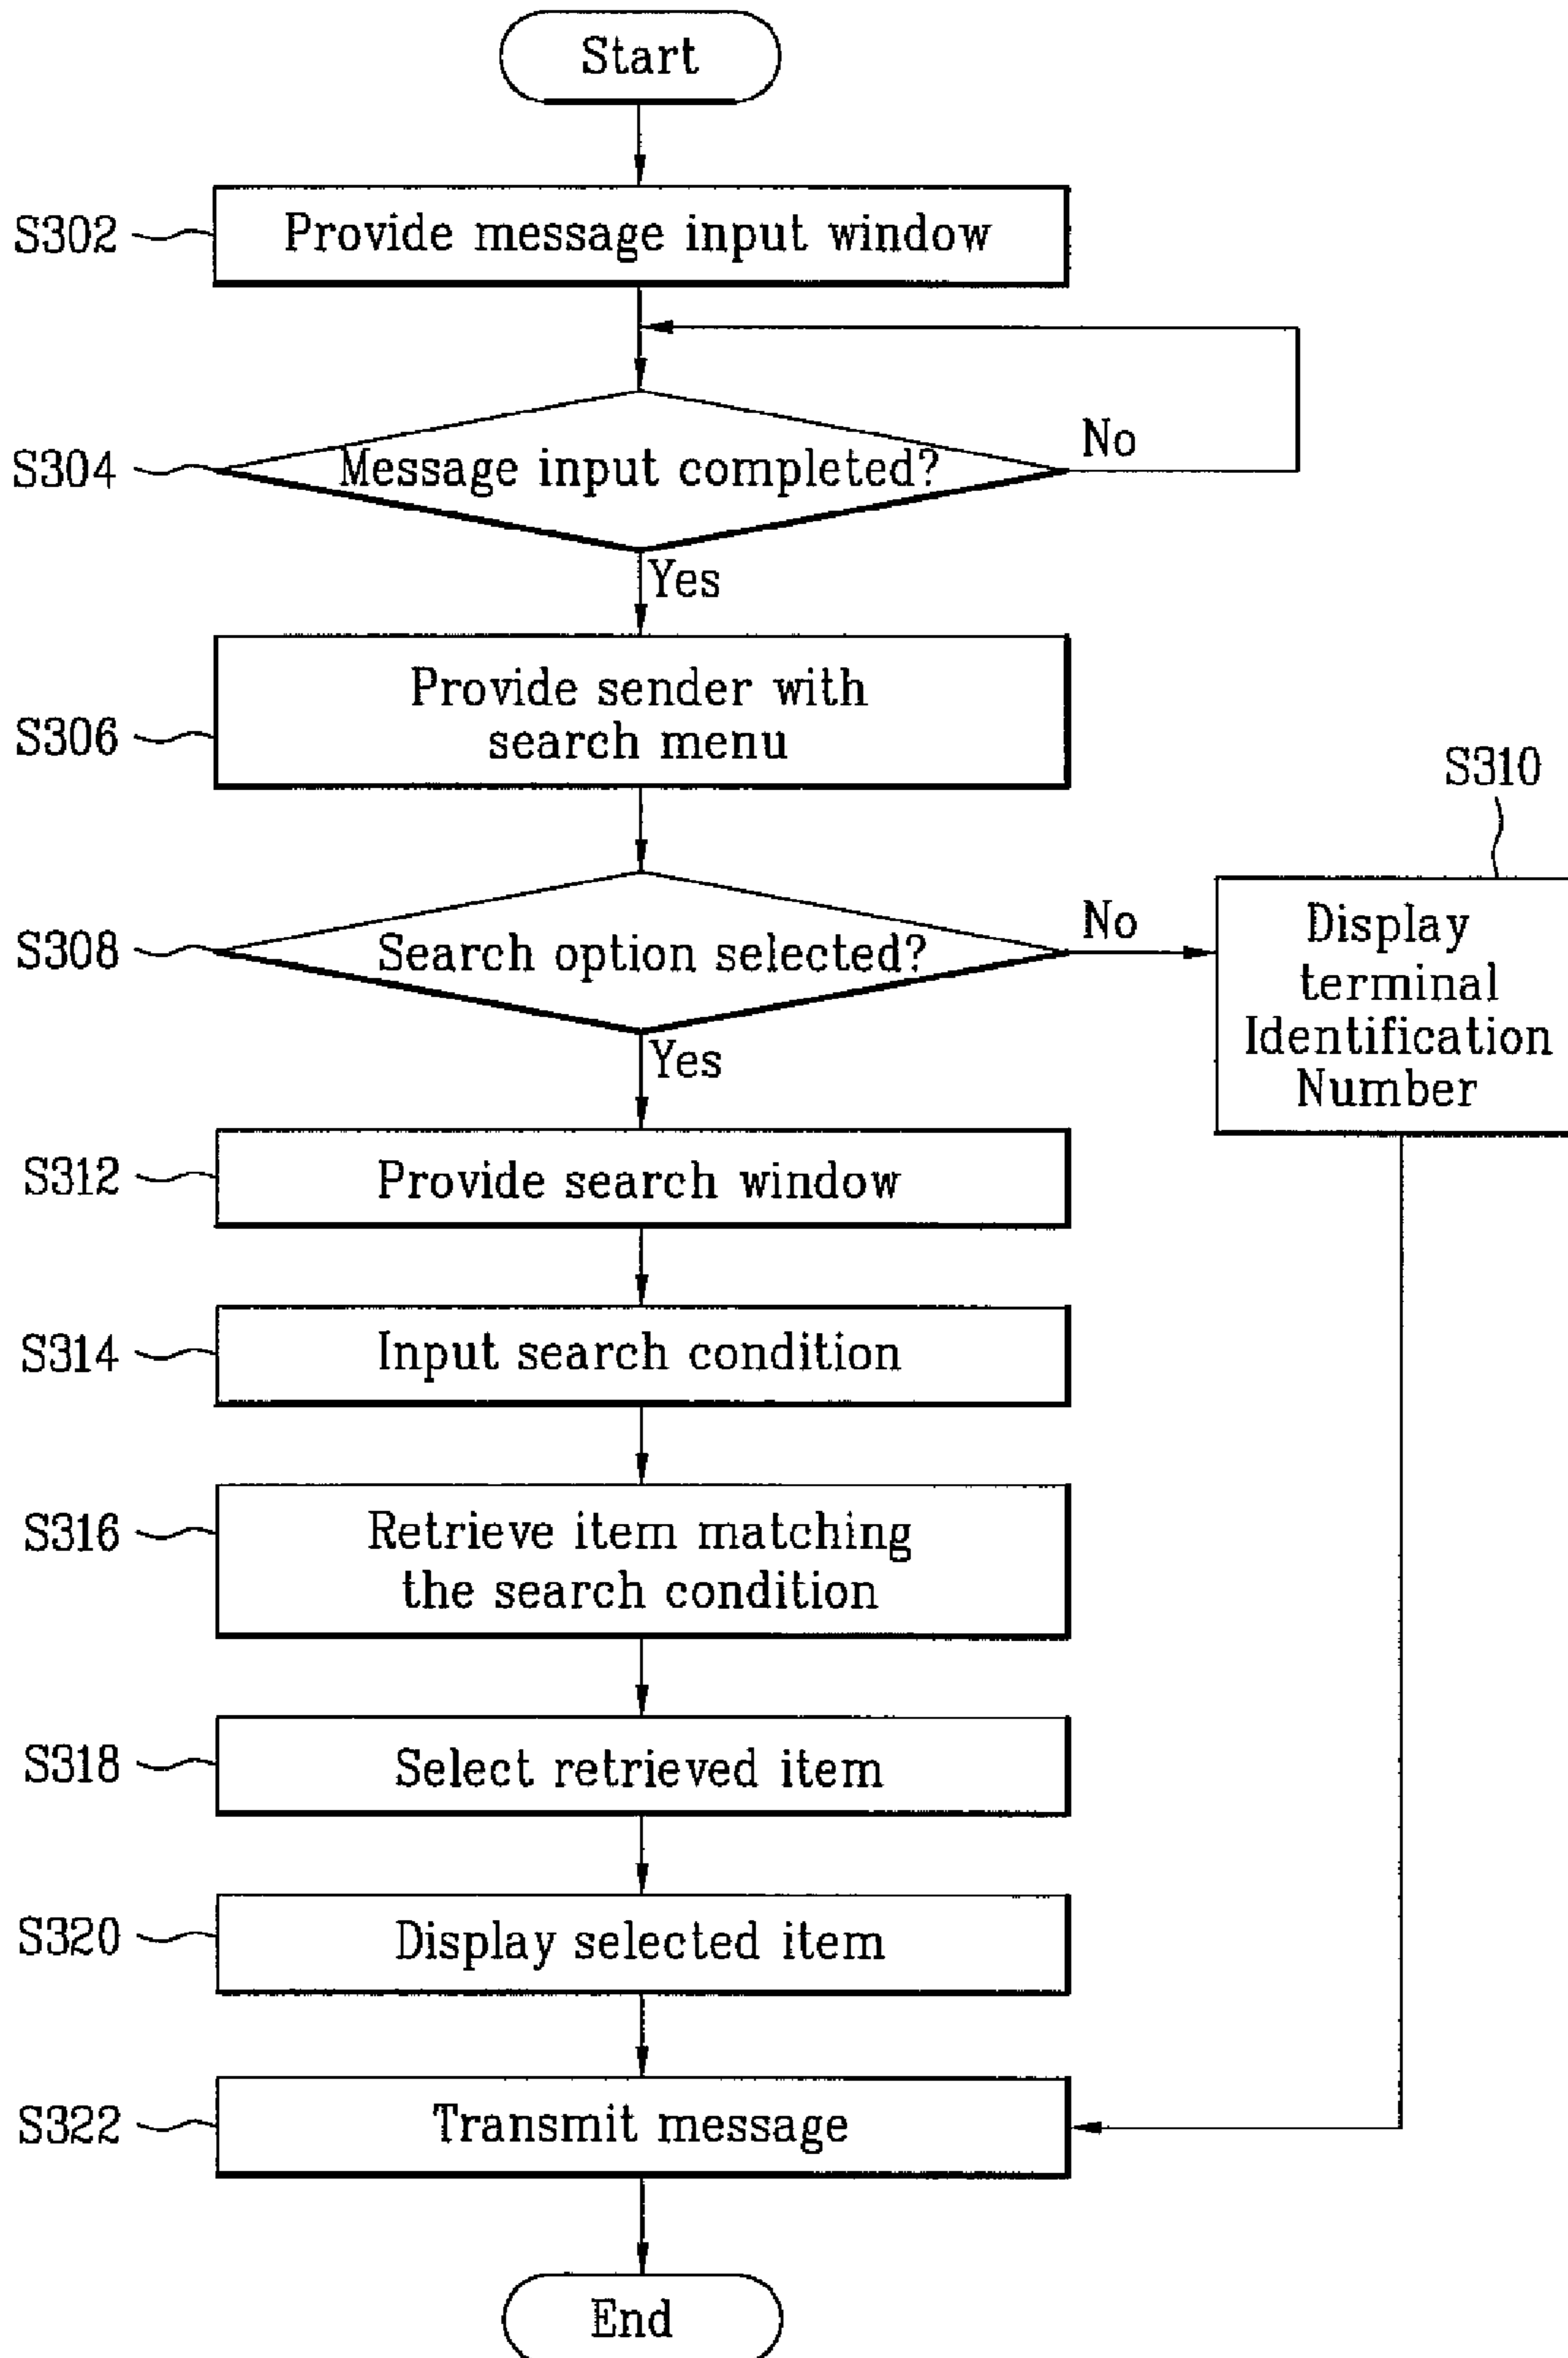 Start
S302
Provide message input window
S304
Message input completed?
No
Yes
S306
Provide sender with
search menu
S308
Search option selected?
No
S310
Display
terminal
Identification
Number
Yes
S312
Provide search window
S314
Input search condition
S316
Retrieve item matching
the search condition
S318
Select retrieved item
S320
Display selected item
S322
Transmit message
End